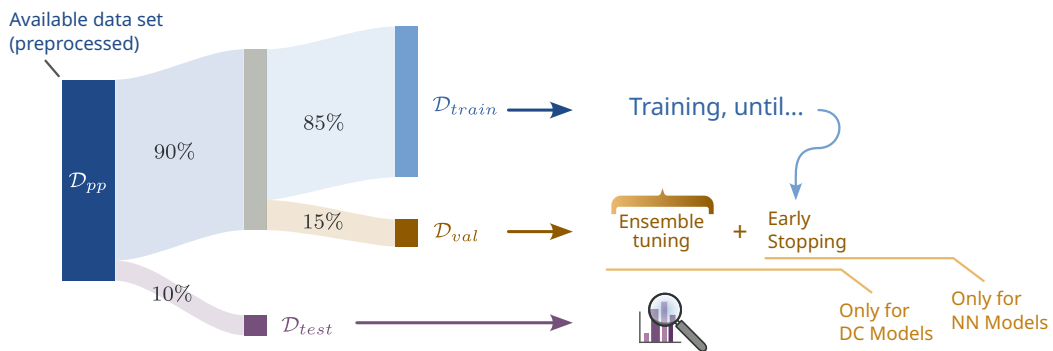 Available data set
(preprocessed)
𝒟pp
90%
10%
85%
15%
𝒟train
𝒟val
𝒟test
Training, until...
Ensemble
tuning
+
Early
Stopping
Only for
DC Models
Only for
NN Models